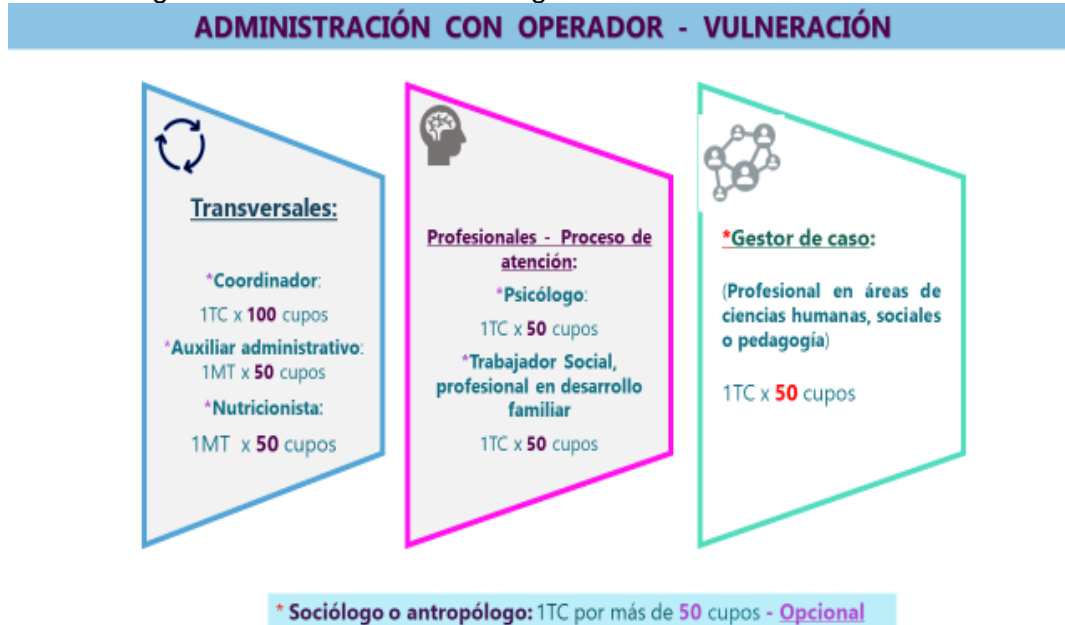 ADMINISTRACIÓN CON OPERADOR - VULNERACIÓN
Transversales:
*Coordinador:
1TC x 100 cupos
*Auxiliar administrativo:
1MT x 50 cupos
*Nutricionista:
1MT x 50 cupos
Profesionales - Proceso de
atención:
*Psicólogo:
1TC x 50 cupos
*Trabajador Social,
profesional en desarrollo
familiar
1TC x 50 cupos
*Gestor de caso:
(Profesional en áreas de
ciencias humanas, sociales
o pedagogía)
1TC x 50 cupos
* Sociólogo o antropólogo: 1TC por más de 50 cupos - Opcional